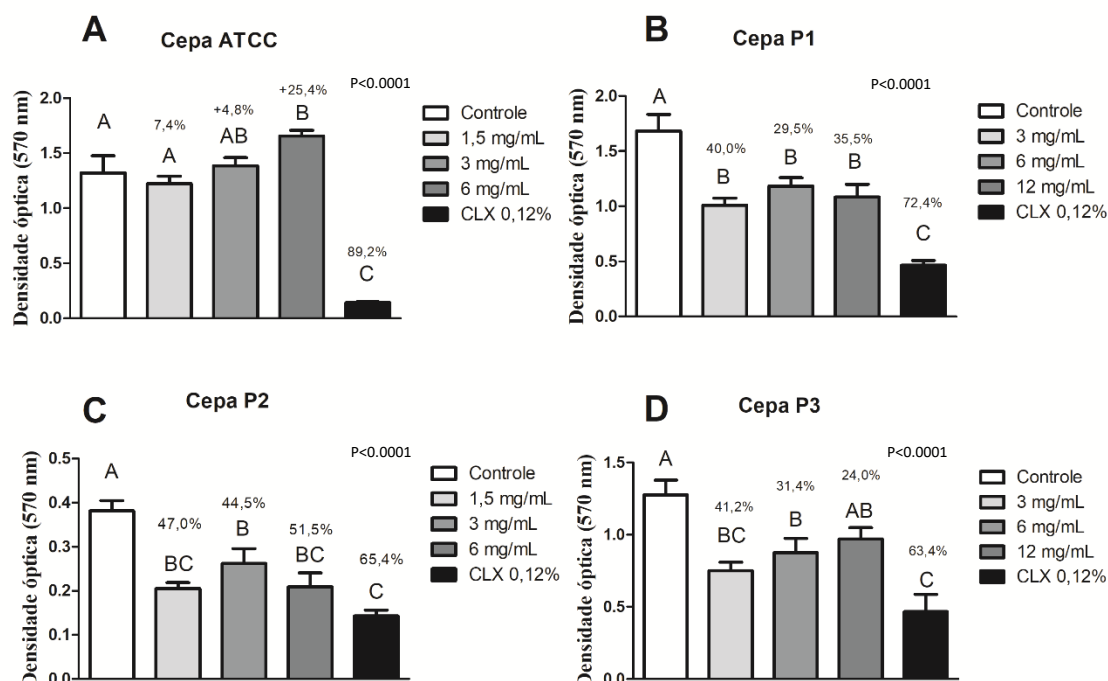 A
Cepa ATCC
P<0.0001
Densidade óptica (570 nm)
2.0
1.5
1.0
0.5
0.0
A
7,4%
A
+4,8%
AB
+25,4%
B
89,2%
C
Controle
1,5 mg/mL
3 mg/mL
6 mg/mL
CLX 0,12%
B
Cepa P1
P<0.0001
Densidade óptica (570 nm)
2.0
1.5
1.0
0.5
0.0
A
40,0%
B
29,5%
B
35,5%
B
72,4%
C
Controle
3 mg/mL
6 mg/mL
12 mg/mL
CLX 0,12%
C
Cepa P2
P<0.0001
Densidade óptica (570 nm)
0.5
0.4
0.3
0.2
0.1
0.0
A
47,0%
BC
44,5%
B
51,5%
BC
65,4%
C
Controle
1,5 mg/mL
3 mg/mL
6 mg/mL
CLX 0,12%
D
Cepa P3
P<0.0001
Densidade óptica (570 nm)
1.5
1.0
0.5
0.0
A
41,2%
BC
31,4%
B
24,0%
AB
63,4%
C
Controle
3 mg/mL
6 mg/mL
12 mg/mL
CLX 0,12%